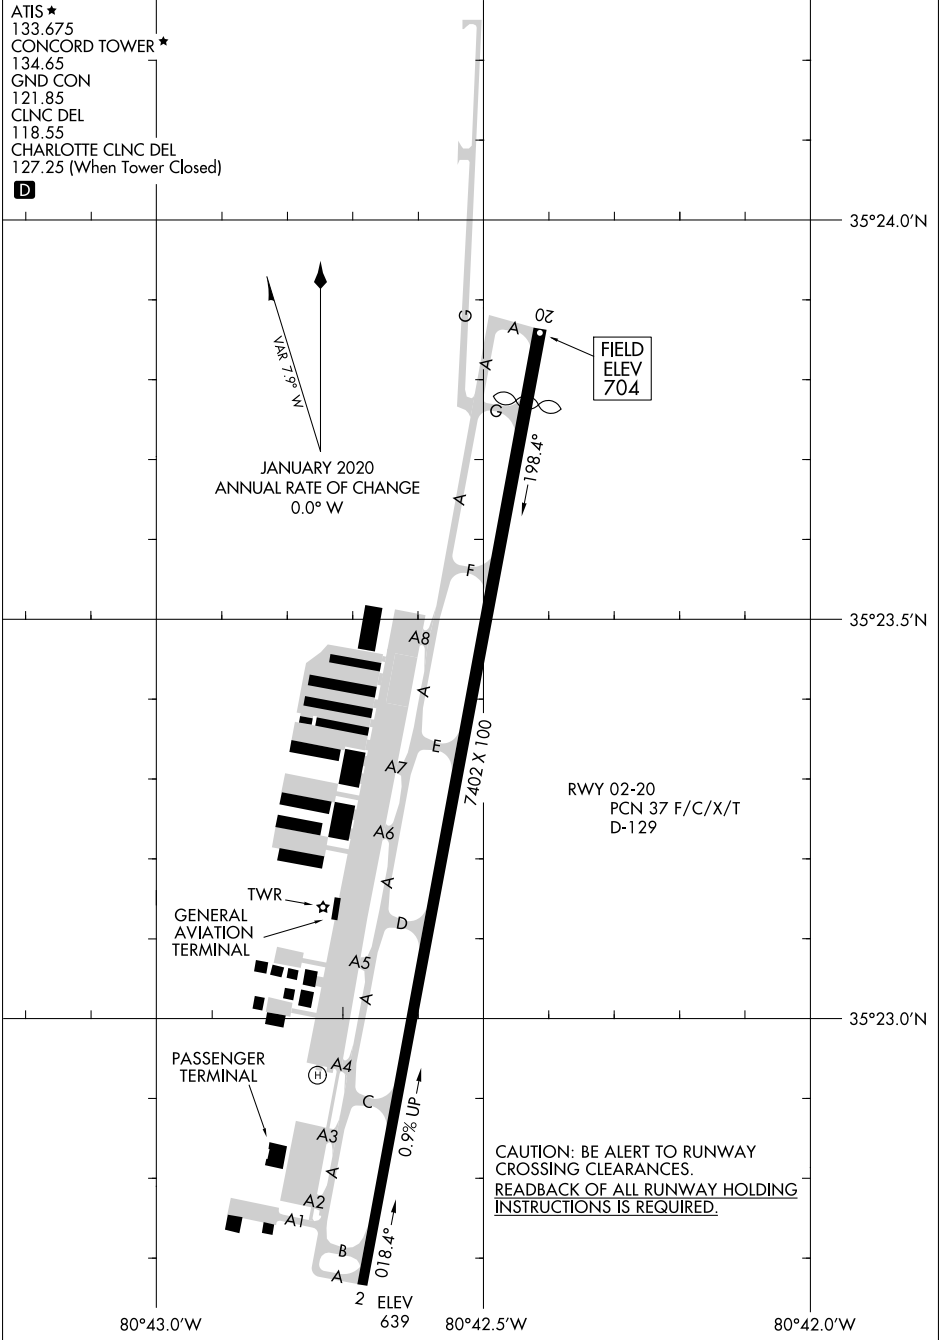 ATIS ★
133.675
CONCORD TOWER ★
134.65
GND CON
121.85
CLNC DEL
118.55
CHARLOTTE CLNC DEL
127.25 (When Tower Closed)
D
35°24.0'N
VAR 7.9° W
JANUARY 2020
ANNUAL RATE OF CHANGE
0.0° W
G
A
20
FIELD
ELEV
704
A
G
198.4°
A
F
35°23.5'N
A8
A
E
7402 X 100
A7
RWY 02-20
PCN 37 F/C/X/T
D-129
A6
A
TWR
GENERAL
AVIATION
TERMINAL
D
A5
A
35°23.0'N
PASSENGER
TERMINAL
A4
H
C
0.9% UP
A3
A
CAUTION: BE ALERT TO RUNWAY
CROSSING CLEARANCES.
READBACK OF ALL RUNWAY HOLDING
INSTRUCTIONS IS REQUIRED.
A2
A1
018.4°
B
A
2
ELEV
639
80°43.0'W
80°42.5'W
80°42.0'W